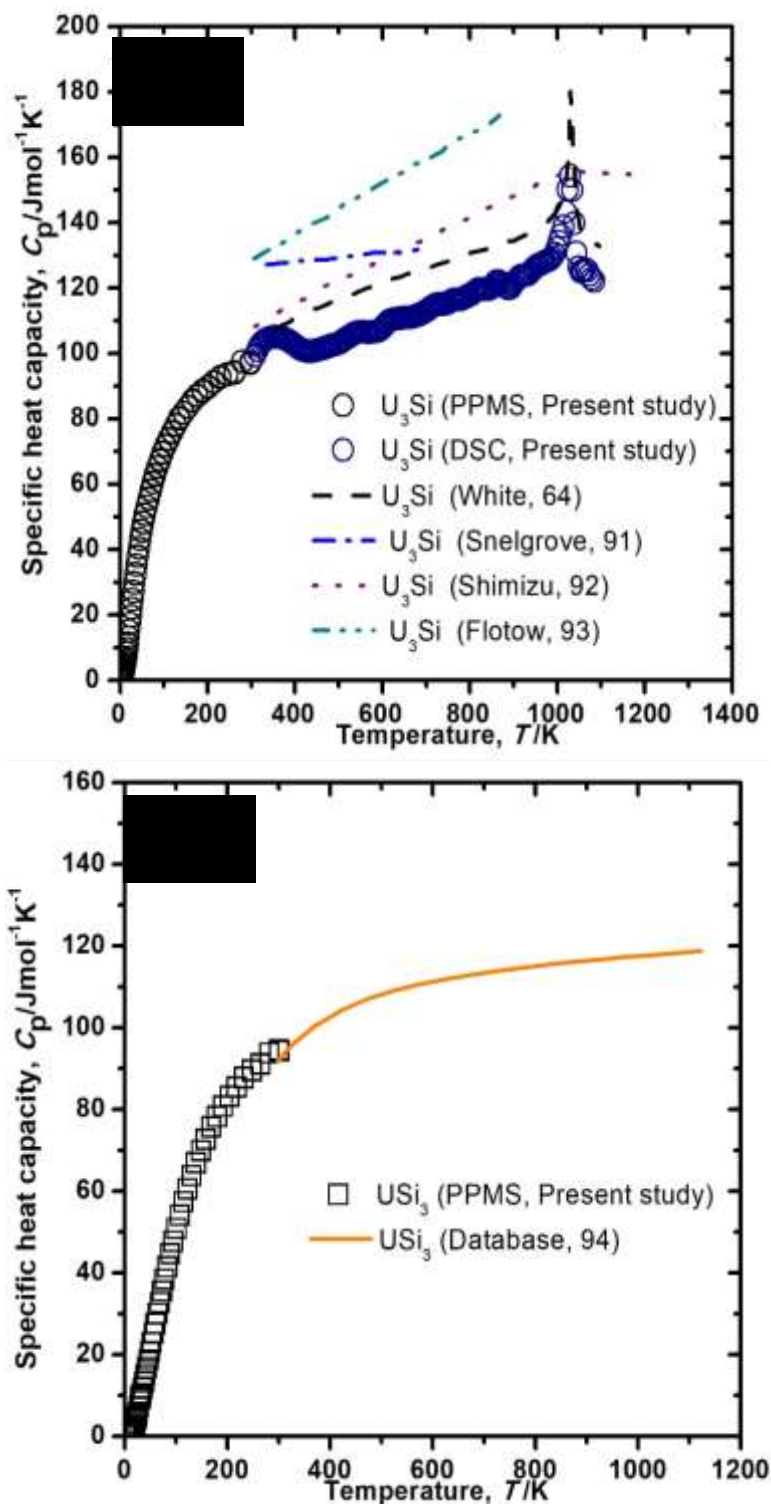 200
180
160
140
120
100
80
60
40
20
0
Specific heat capacity, Cp/Jmol⁻¹K⁻¹
U₃Si (PPMS, Present study)
U₃Si (DSC, Present study)
U₃Si (White, 64)
U₃Si (Snelgrove, 91)
U₃Si (Shimizu, 92)
U₃Si (Flotow, 93)
0 200 400 600 800 1000 1200 1400
Temperature, T/K
160
140
120
100
80
60
40
20
0
Specific heat capacity, Cp/Jmol⁻¹K⁻¹
USi₃ (PPMS, Present study)
USi₃ (Database, 94)
0 200 400 600 800 1000 1200
Temperature, T/K